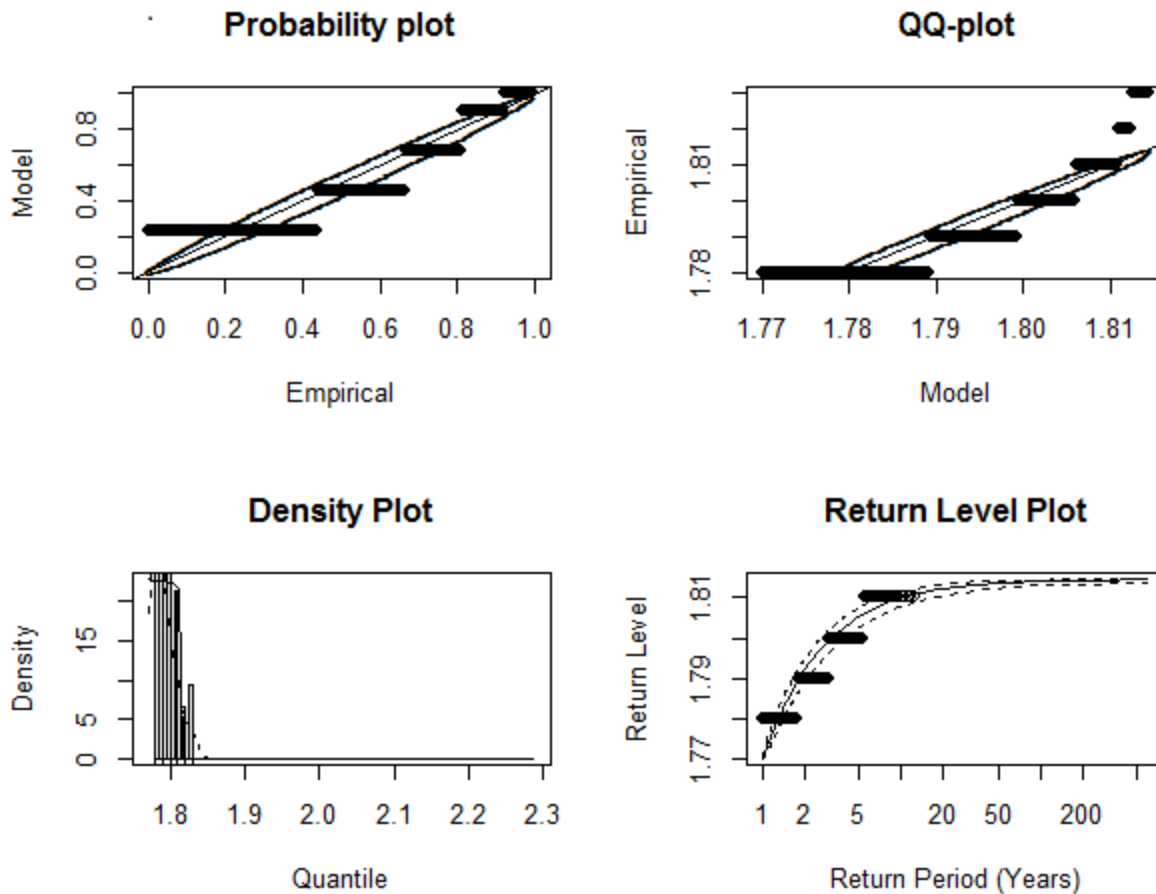 Probability plot
Model
0.0 0.4 0.8
0.0 0.2 0.4 0.6 0.8 1.0
Empirical
QQ-plot
Empirical
1.78 1.81
1.77 1.78 1.79 1.80 1.81
Model
Density Plot
Density
0 5 15
1.8 1.9 2.0 2.1 2.2 2.3
Quantile
Return Level Plot
Return Level
1.77 1.79 1.81
1 2 5 20 50 200
Return Period (Years)